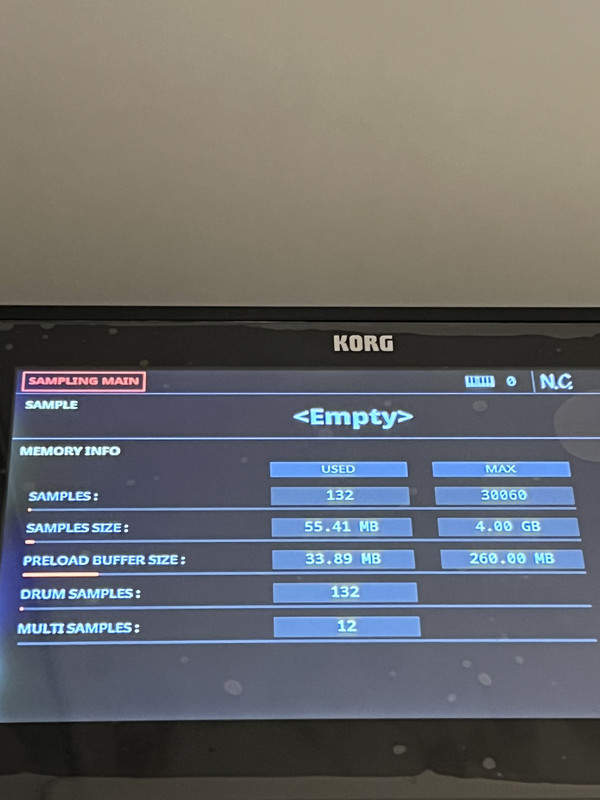 KORG
SAMPLING MAIN 0 N.C.
SAMPLE <Empty>
MEMORY INFO
USED MAX
SAMPLES: 132 30060
SAMPLES SIZE: 55.41 MB 4.00 GB
PRELOAD BUFFER SIZE: 33.89 MB 260.00 MB
DRUM SAMPLES: 132
MULTI SAMPLES: 12